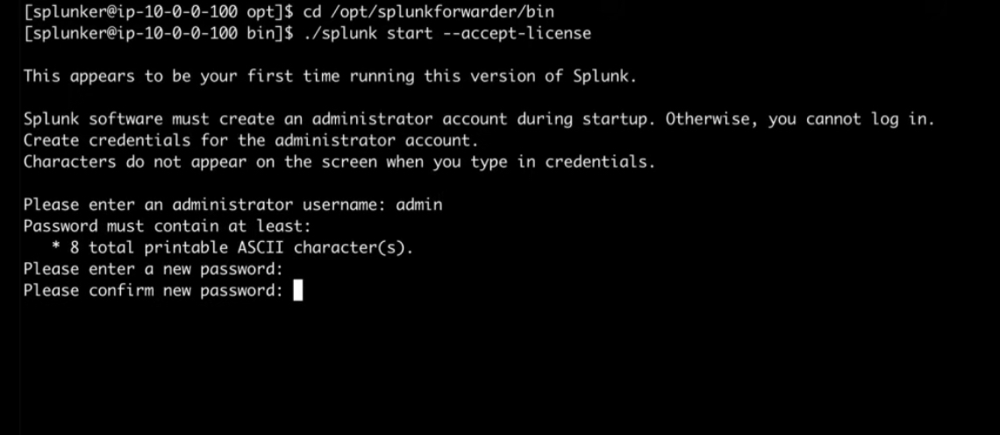 [splunker@ip-10-0-0-100 opt]$ cd /opt/splunkforwarder/bin
[splunker@ip-10-0-0-100 bin]$ ./splunk start --accept-license
This appears to be your first time running this version of Splunk.
Splunk software must create an administrator account during startup. Otherwise, you cannot log in.
Create credentials for the administrator account.
Characters do not appear on the screen when you type in credentials.
Please enter an administrator username: admin
Password must contain at least:
   * 8 total printable ASCII character(s).
Please enter a new password:
Please confirm new password: